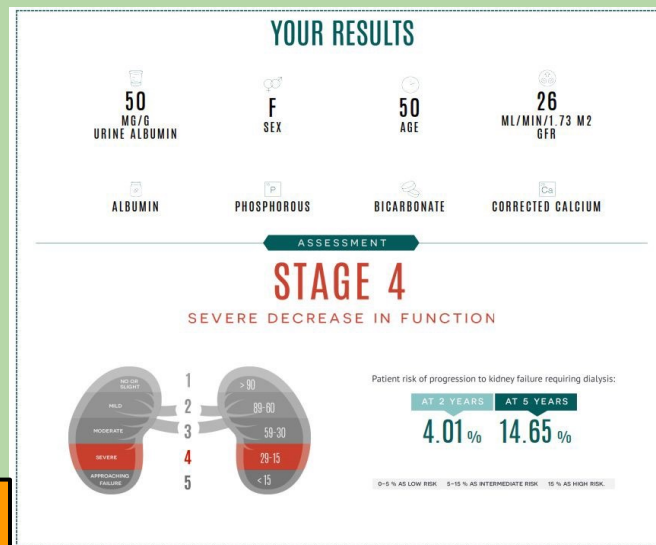 YOUR RESULTS
50
MG/G
URINE ALBUMIN
F
SEX
50
AGE
26
ML/MIN/1.73 M2
GFR
ALBUMIN
P
PHOSPHOROUS
BICARBONATE
Ca
CORRECTED CALCIUM
ASSESSMENT
STAGE 4
SEVERE DECREASE IN FUNCTION
NO OR
SLIGHT
1
> 90
MILD
2
89-60
MODERATE
3
59-30
SEVERE
4
29-15
APPROACHING
FAILURE
5
< 15
Patient risk of progression to kidney failure requiring dialysis:
AT 2 YEARS
AT 5 YEARS
4.01 %
14.65 %
0-5 % AS LOW RISK 5-15 % AS INTERMEDIATE RISK 15 % AS HIGH RISK.